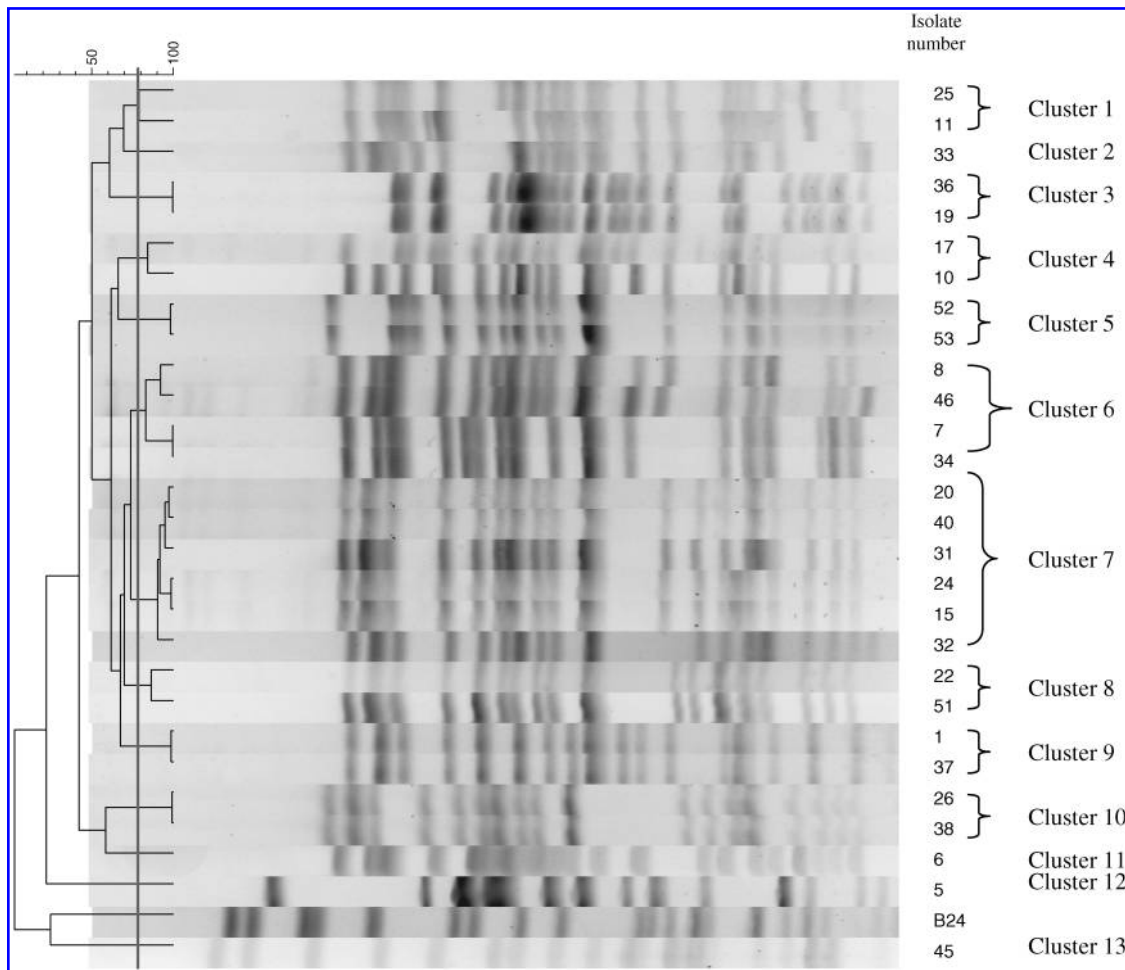 Isolate
number
50 100
25
11
Cluster 1
33 Cluster 2
36
19
Cluster 3
17
10
Cluster 4
52
53
Cluster 5
8
46
7
34
Cluster 6
20
40
31
24
15
32
Cluster 7
22
51
Cluster 8
1
37
Cluster 9
26
38
Cluster 10
6 Cluster 11
5 Cluster 12
B24
45 Cluster 13